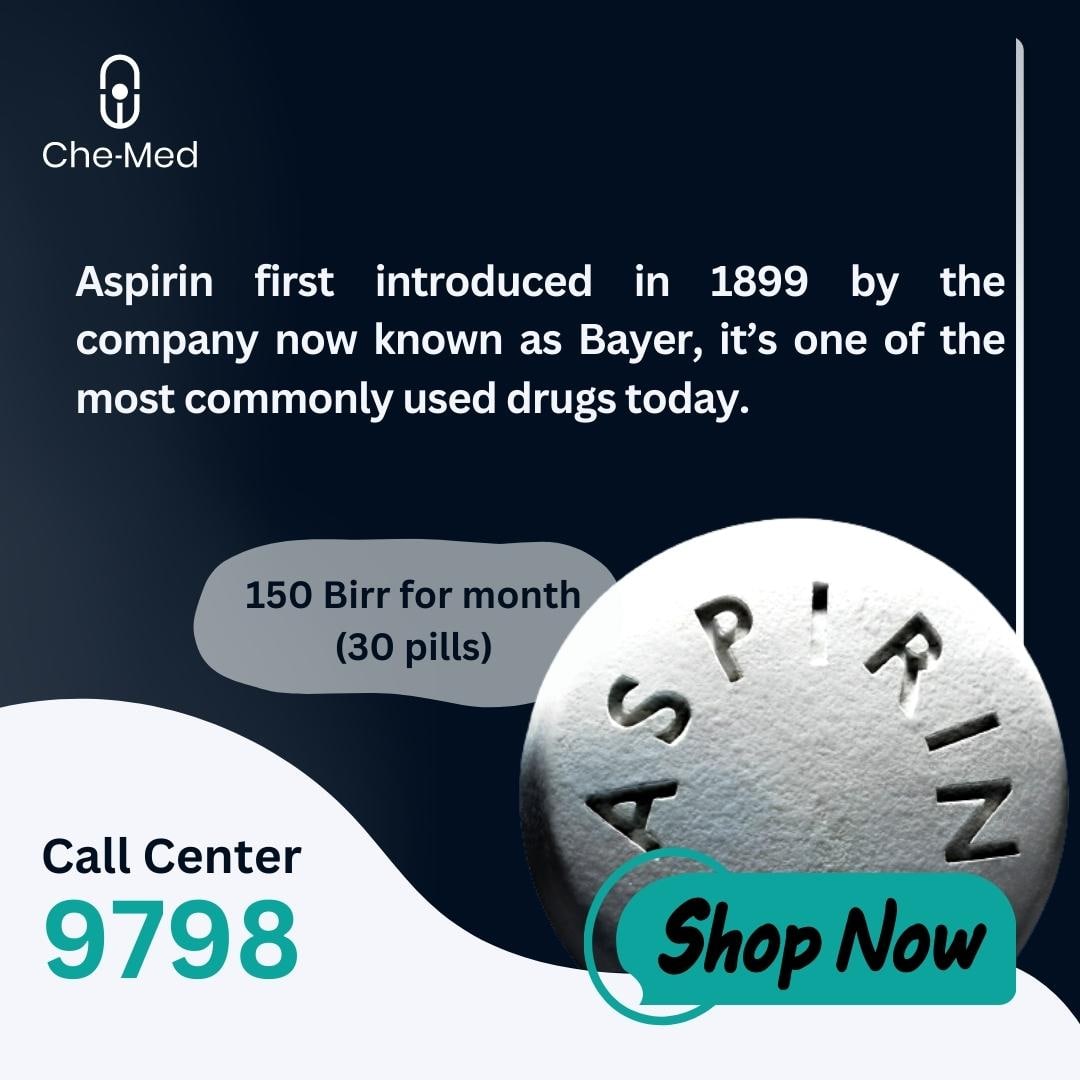 Che-Med
Aspirin first introduced in 1899 by the
company now known as Bayer, it’s one of the
most commonly used drugs today.
150 Birr for month
(30 pills)
ASPIRIN
Call Center
9798
Shop Now